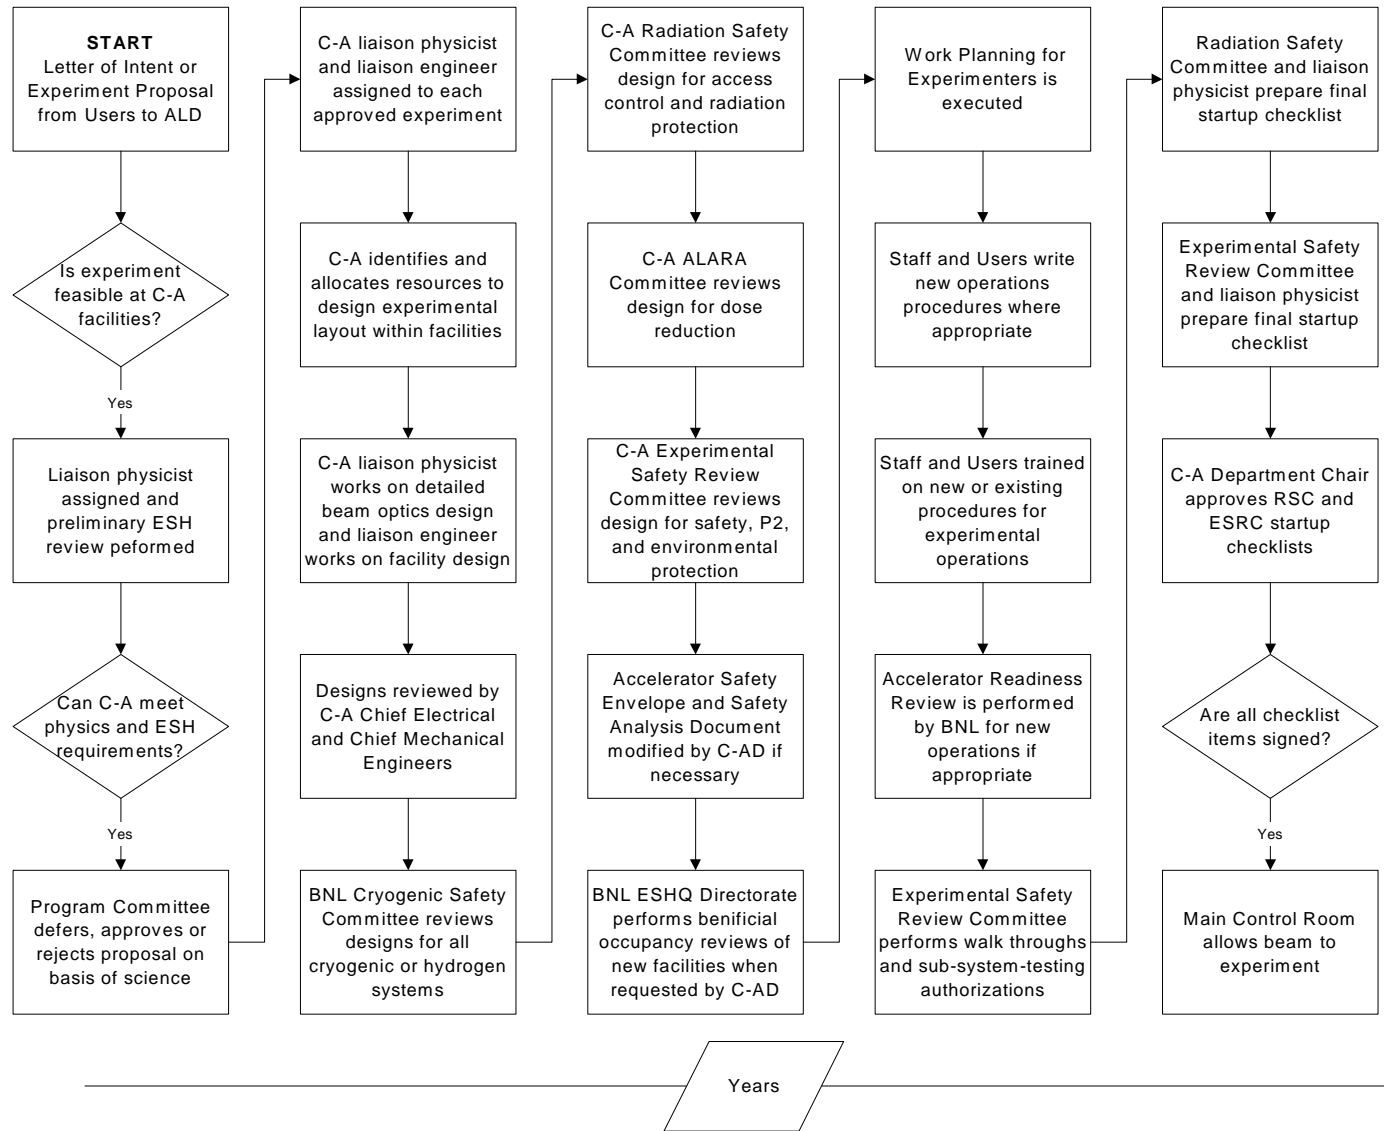 START
Letter of Intent or
Experiment Proposal
from Users to ALD
Is experiment
feasible at C-A
facilities?
Yes
Liaison physicist
assigned and
preliminary ESH
review peformed
Can C-A meet
physics and ESH
requirements?
Yes
Program Committee
defers, approves or
rejects proposal on
basis of science
C-A liaison physicist
and liaison engineer
assigned to each
approved experiment
C-A identifies and
allocates resources to
design experimental
layout within facilities
C-A liaison physicist
works on detailed
beam optics design
and liaison engineer
works on facility design
Designs reviewed by
C-A Chief Electrical
and Chief Mechanical
Engineers
BNL Cryogenic Safety
Committee reviews
designs for all
cryogenic or hydrogen
systems
C-A Radiation Safety
Committee reviews
design for access
control and radiation
protection
C-A ALARA
Committee reviews
design for dose
reduction
C-A Experimental
Safety Review
Committee reviews
design for safety, P2,
and environmental
protection
Accelerator Safety
Envelope and Safety
Analysis Document
modified by C-AD if
necessary
BNL ESHQ Directorate
performs benificial
occupancy reviews of
new facilities when
requested by C-AD
Work Planning for
Experimenters is
executed
Staff and Users write
new operations
procedures where
appropriate
Staff and Users trained
on new or existing
procedures for
experimental
operations
Accelerator Readiness
Review is performed
by BNL for new
operations if
appropriate
Experimental Safety
Review Committee
performs walk throughs
and sub-system-testing
authorizations
Radiation Safety
Committee and liaison
physicist prepare final
startup checklist
Experimental Safety
Review Committee
and liaison physicist
prepare final startup
checklist
C-A Department Chair
approves RSC and
ESRC startup
checklists
Are all checklist
items signed?
Yes
Main Control Room
allows beam to
experiment
Years